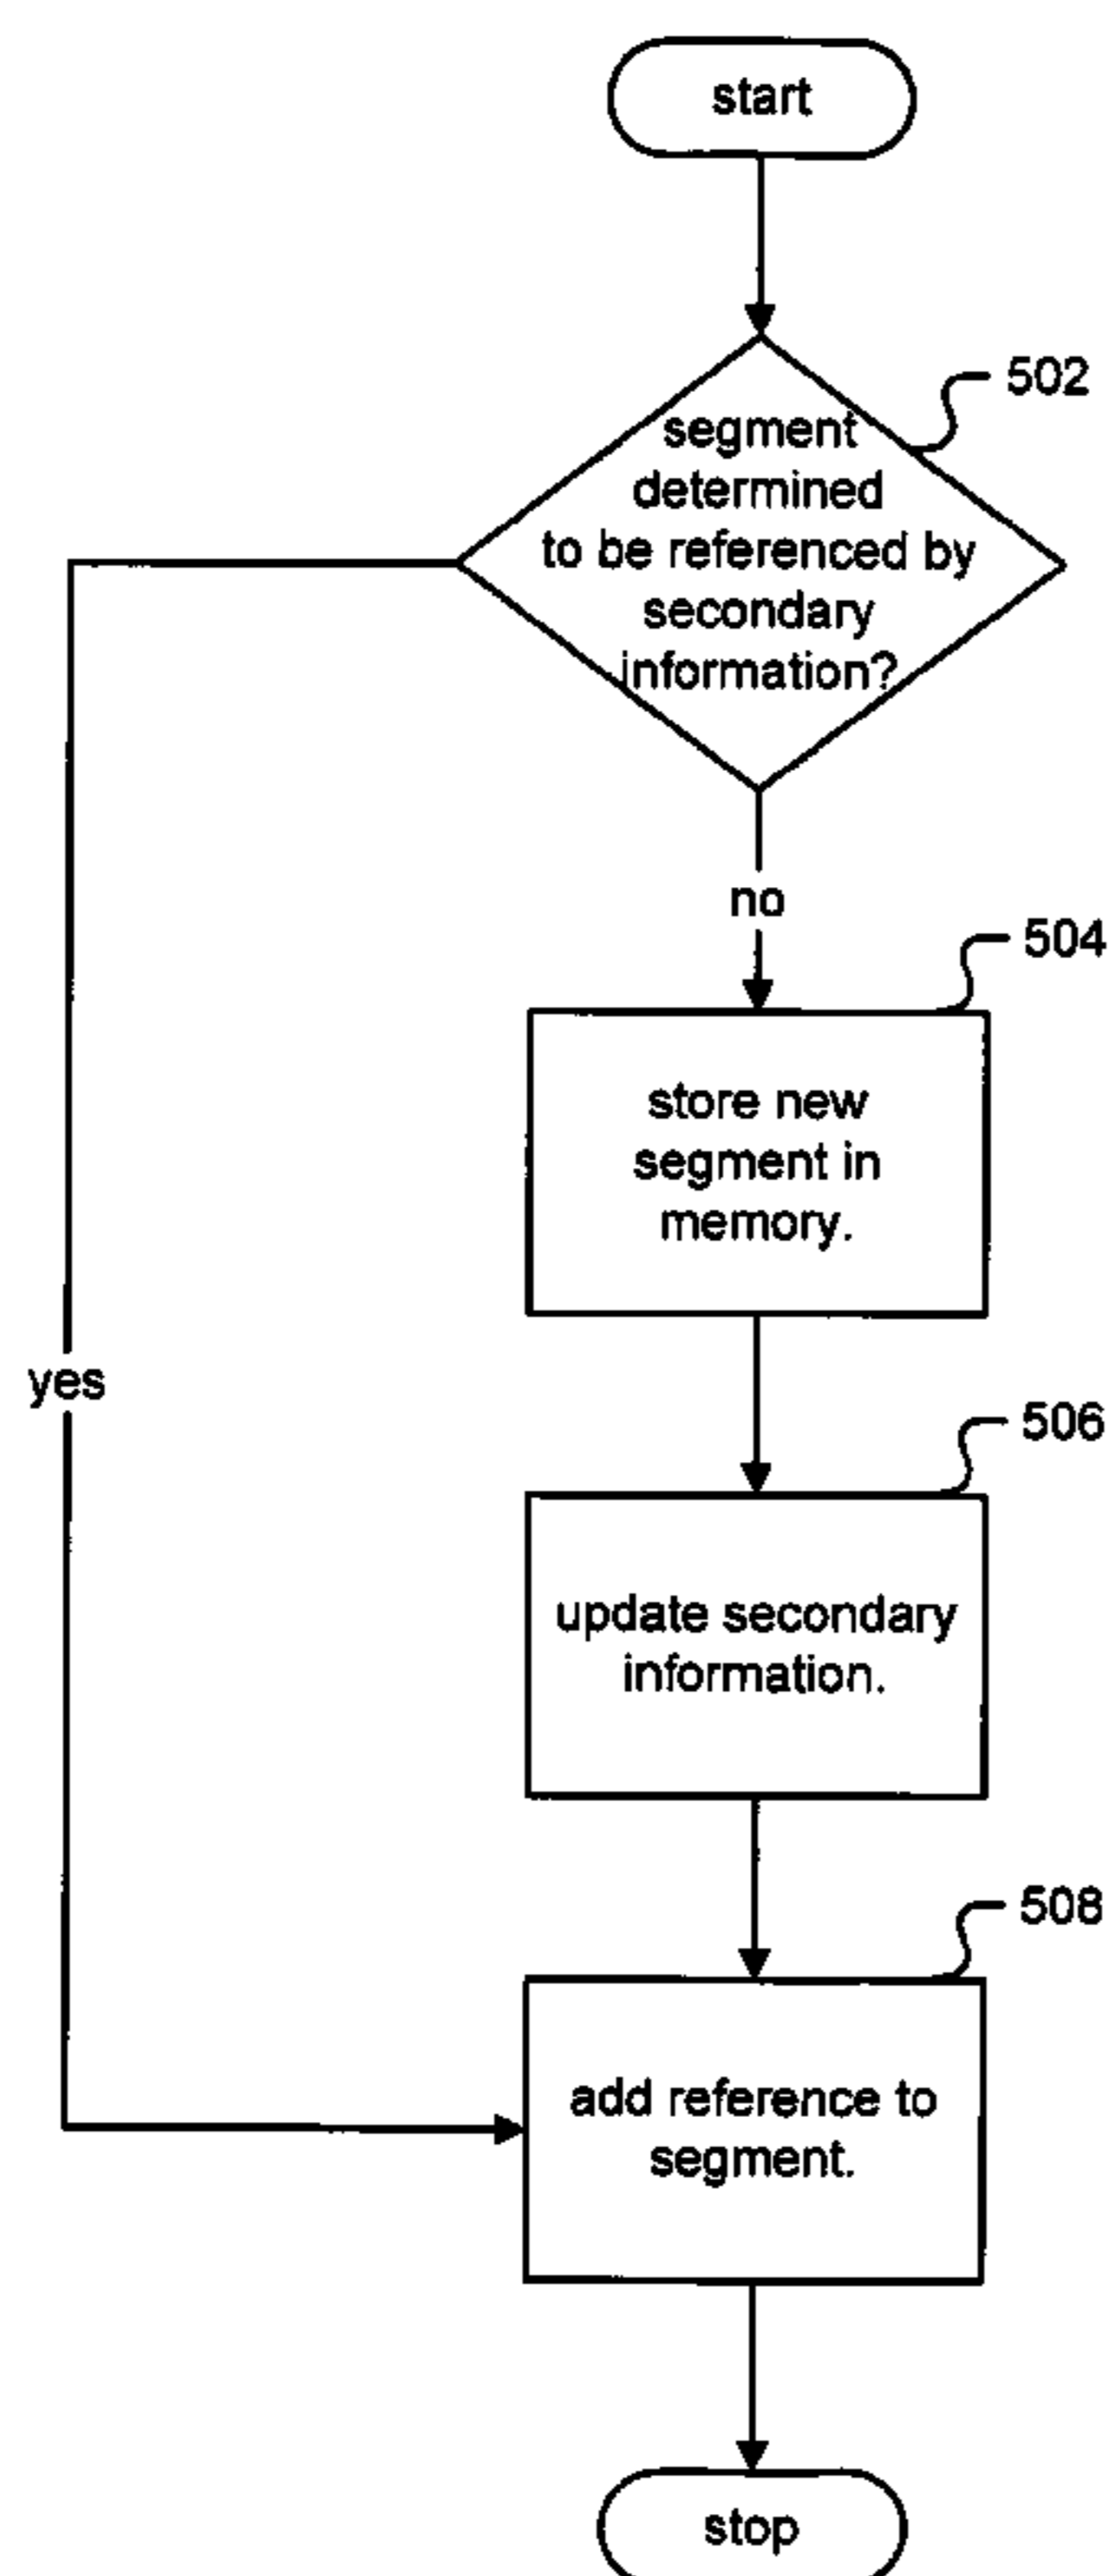 start
502
segment
determined
to be referenced by
secondary
information?
no
504
store new
segment in
memory.
yes
506
update secondary
information.
508
add reference to
segment.
stop